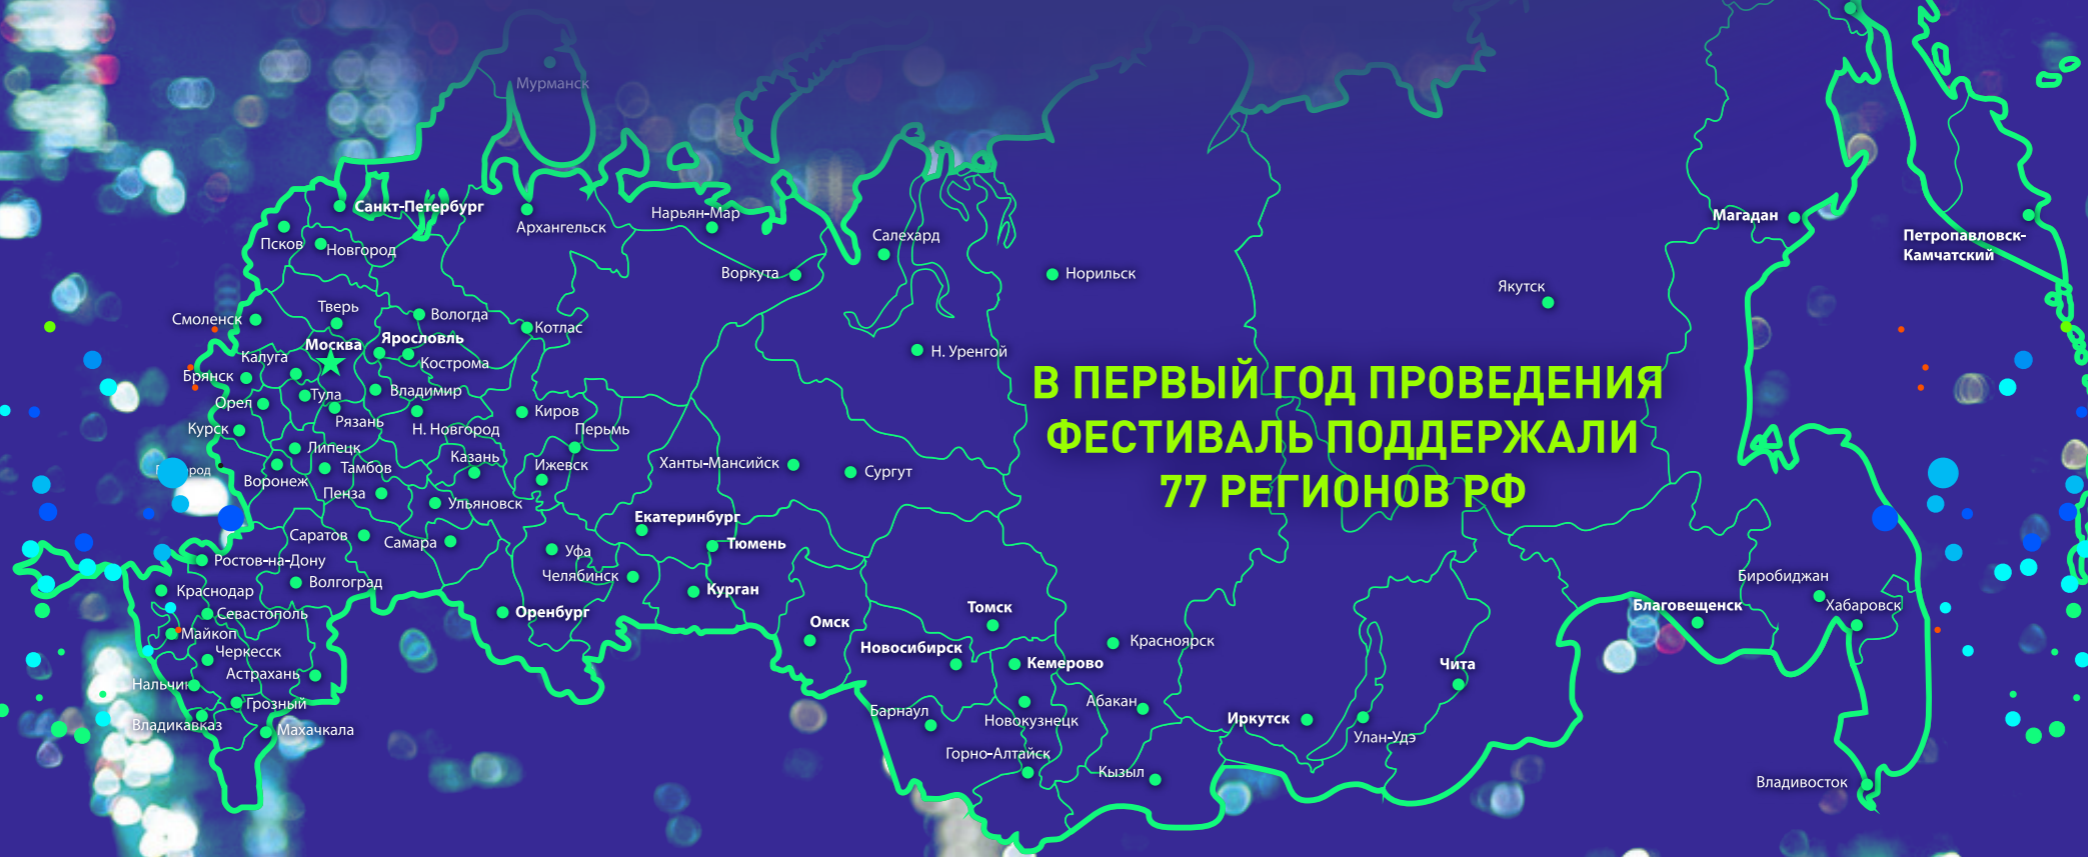 Мурманск
Санкт-Петербург
Псков
Новгород
Архангельск
Нарьян-Мар
Воркута
Салехард
Норильск
Якутск
Магадан
Петропавловск-
Камчатский
Смоленск
Тверь
Вологда
Котлас
Москва
Ярославль
Кострома
Калуга
Брянск
Н. Уренгой
В ПЕРВЫЙ ГОД ПРОВЕДЕНИЯ
ФЕСТИВАЛЬ ПОДДЕРЖАЛИ
77 РЕГИОНОВ РФ
Орел
Тула
Владимир
Рязань
Курск
Н. Новгород
Киров
Перьмь
Липецк
Тамбов
Казань
Ижевск
Ханты-Мансийск
Сургут
Воронеж
Пенза
Ульяновск
Екатеринбург
Саратов
Самара
Уфа
Тюмень
Ростов-на-Дону
Челябинск
Волгоград
Краснодар
Курган
Севастополь
Оренбург
Майкоп
Черкесск
Астрахань
Нальчик
Грозный
Владикавказ
Махачкала
Омск
Томск
Новосибирск
Кемерово
Красноярск
Барнаул
Новокузнецк
Абакан
Горно-Алтайск
Кызыл
Иркутск
Улан-Удэ
Чита
Благовещенск
Биробиджан
Хабаровск
Владивосток